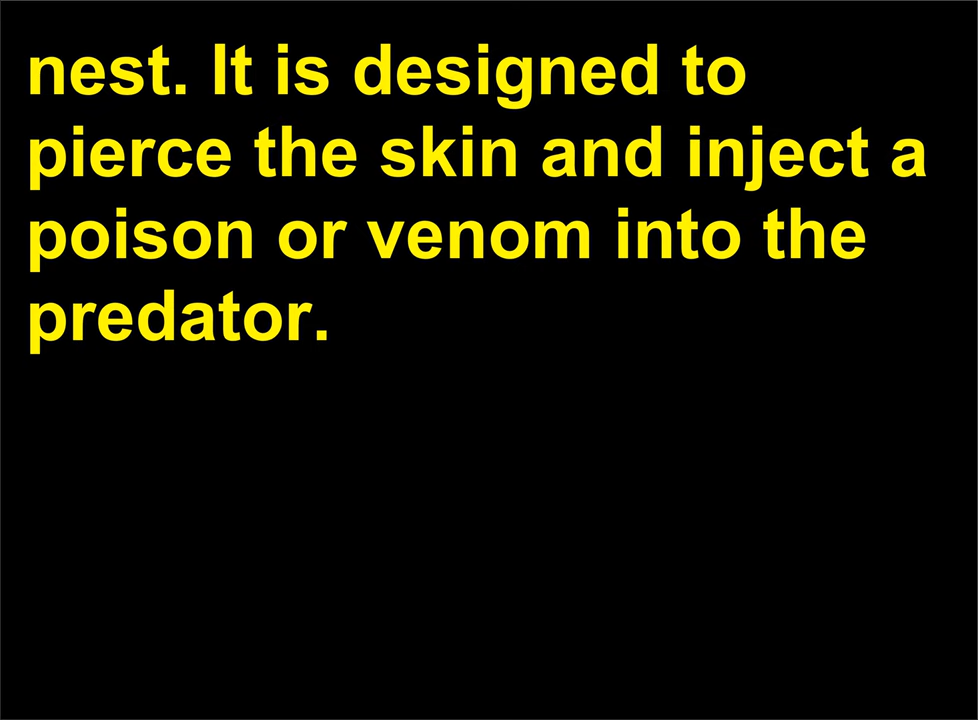 nest. It is designed to
pierce the skin and inject a
poison or venom into the
predator.